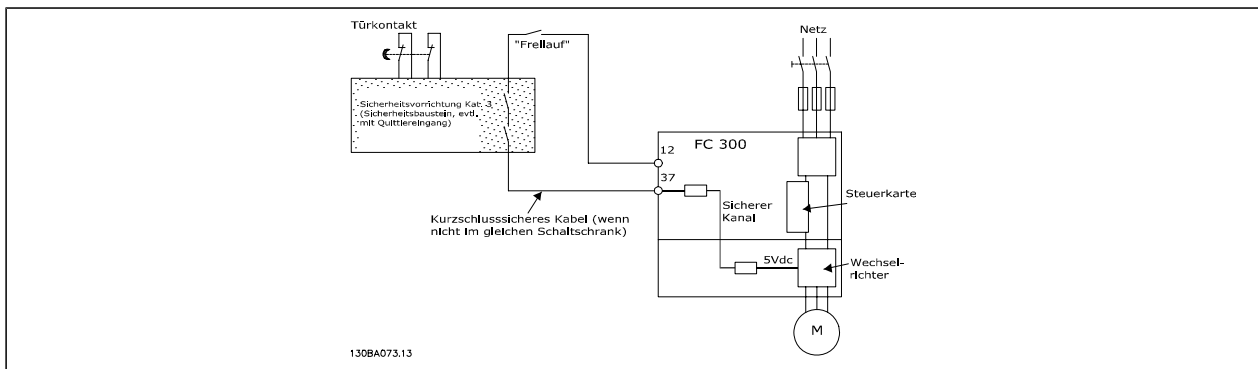 Türkontakt
"Freilauf"
Netz
Sicherheitsvorrichtung Kat. 3
(Sicherheitsbaustein, evtl.
mit Quittiereingang)
12
FC 300
37
Steuerkarte
Sicherer
Kanal
Kurzschlusssicheres Kabel (wenn
nicht im gleichen Schaltschrank)
5Vdc
Wechsel-
richter
M
130BA073.13